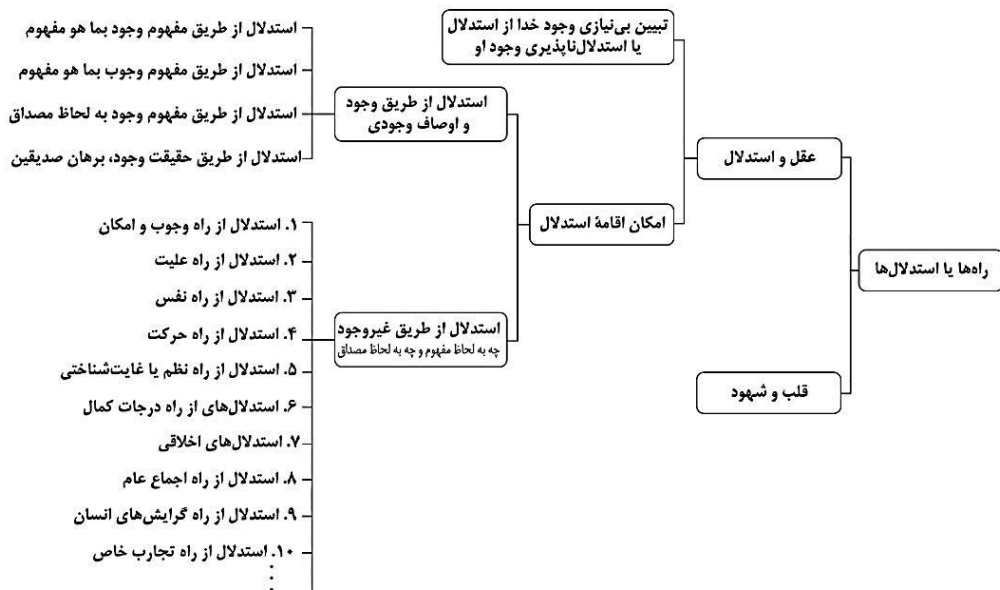 راه‌ها یا استدلال‌ها
عقل و استدلال
قلب و شهود
تبیین بی‌نیازی وجود خدا از استدلال
یا استدلال‌ناپذیری وجود او
امکان اقامهٔ استدلال
استدلال از طریق وجود
و اوصاف وجودی
استدلال از طریق مفهوم وجود بما هو مفهوم
استدلال از طریق مفهوم وجوب بما هو مفهوم
استدلال از طریق مفهوم وجود به لحاظ مصداق
استدلال از طریق حقیقت وجود، برهان صدیقین
استدلال از طریق غیروجود
چه به لحاظ مفهوم و چه به لحاظ مصداق
۱. استدلال از راه وجوب و امکان
۲. استدلال از راه علیت
۳. استدلال از راه نفس
۴. استدلال از راه حرکت
۵. استدلال از راه نظم یا غایت‌شناختی
۶. استدلال‌های از راه درجات کمال
۷. استدلال‌های اخلاقی
۸. استدلال از راه اجماع عام
۹. استدلال از راه گرایش‌های انسان
۱۰. استدلال از راه تجارب خاص